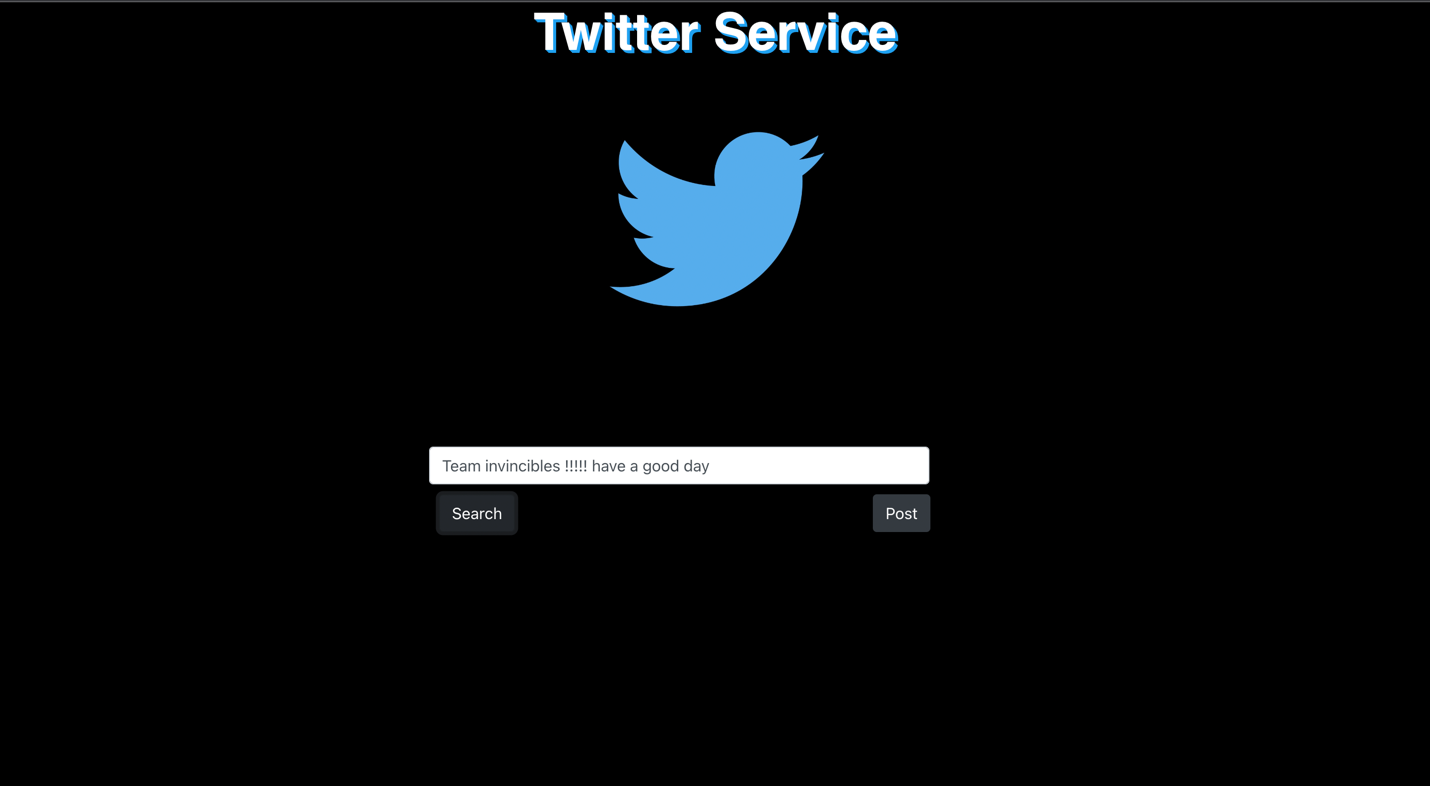 Twitter Service
Team invincibles !!!!! have a good day
Search
Post